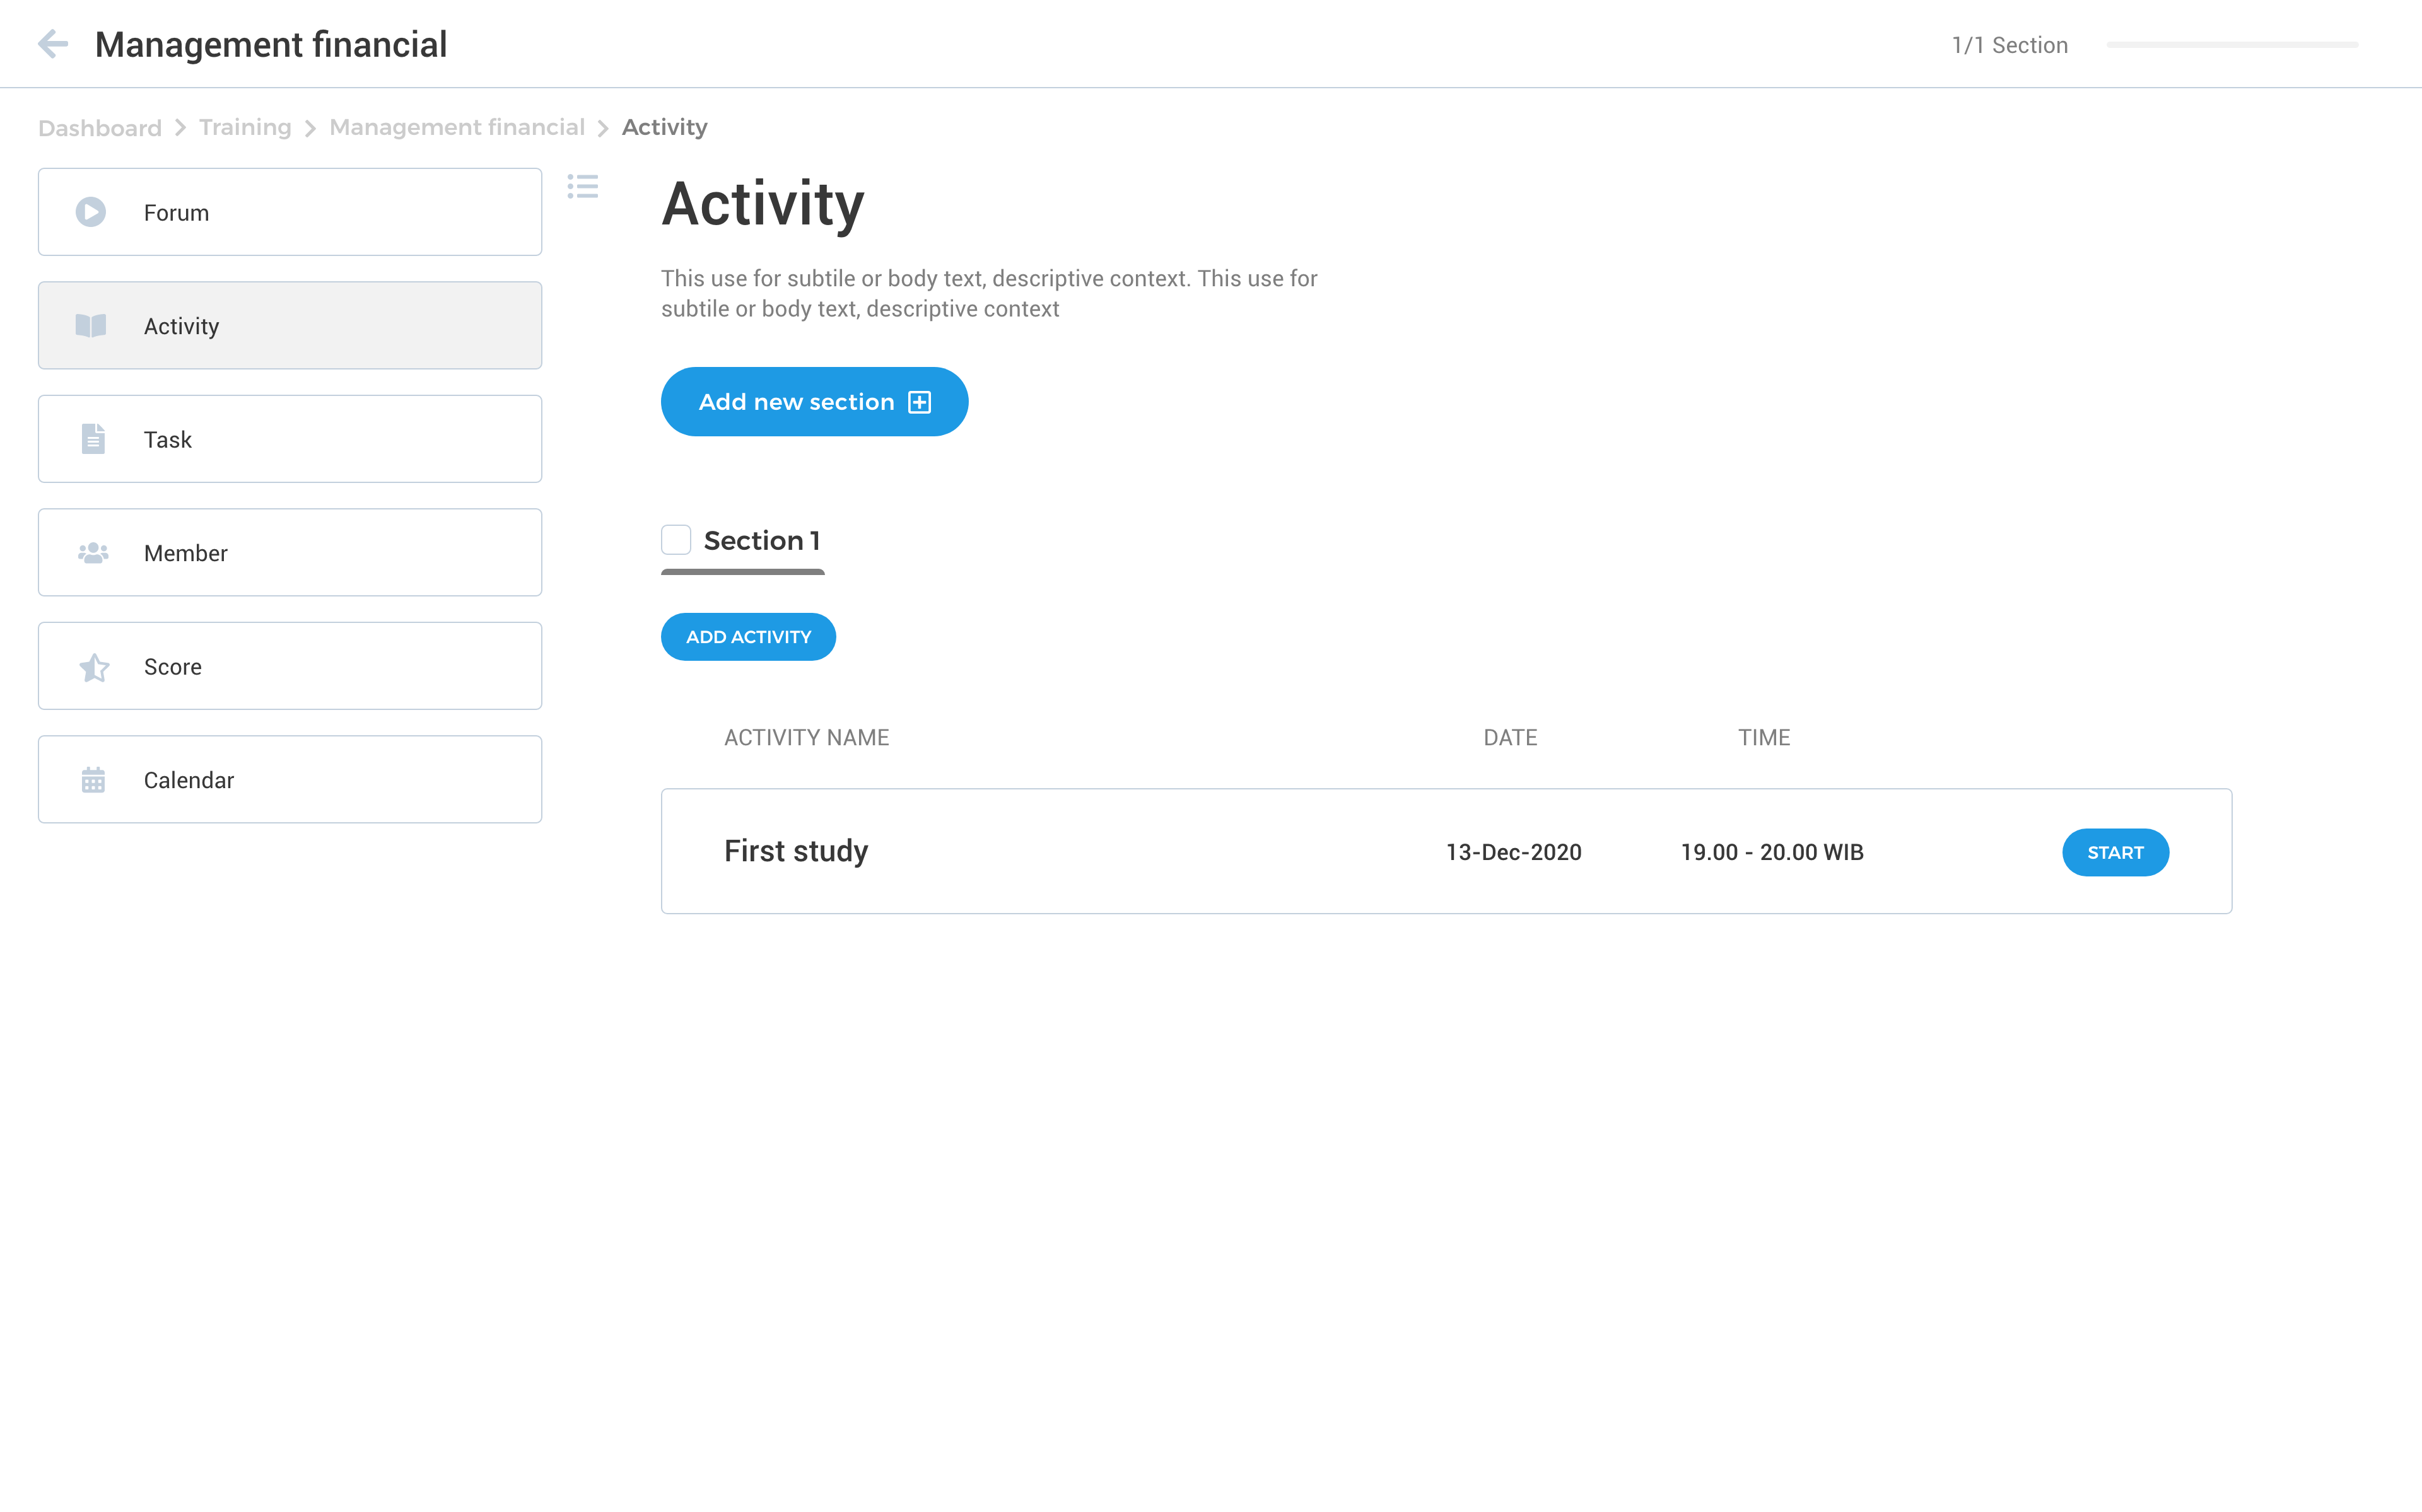 Management financial
1/1 Section
Dashboard
Training
Management financial
Activity
Forum
Activity
Task
Member
Score
Calendar
Activity
This use for subtile or body text, descriptive context. This use for
subtile or body text, descriptive context
Add new section
Section 1
ADD ACTIVITY
ACTIVITY NAME DATE TIME
First study 13-Dec-2020 19.00 - 20.00 WIB START